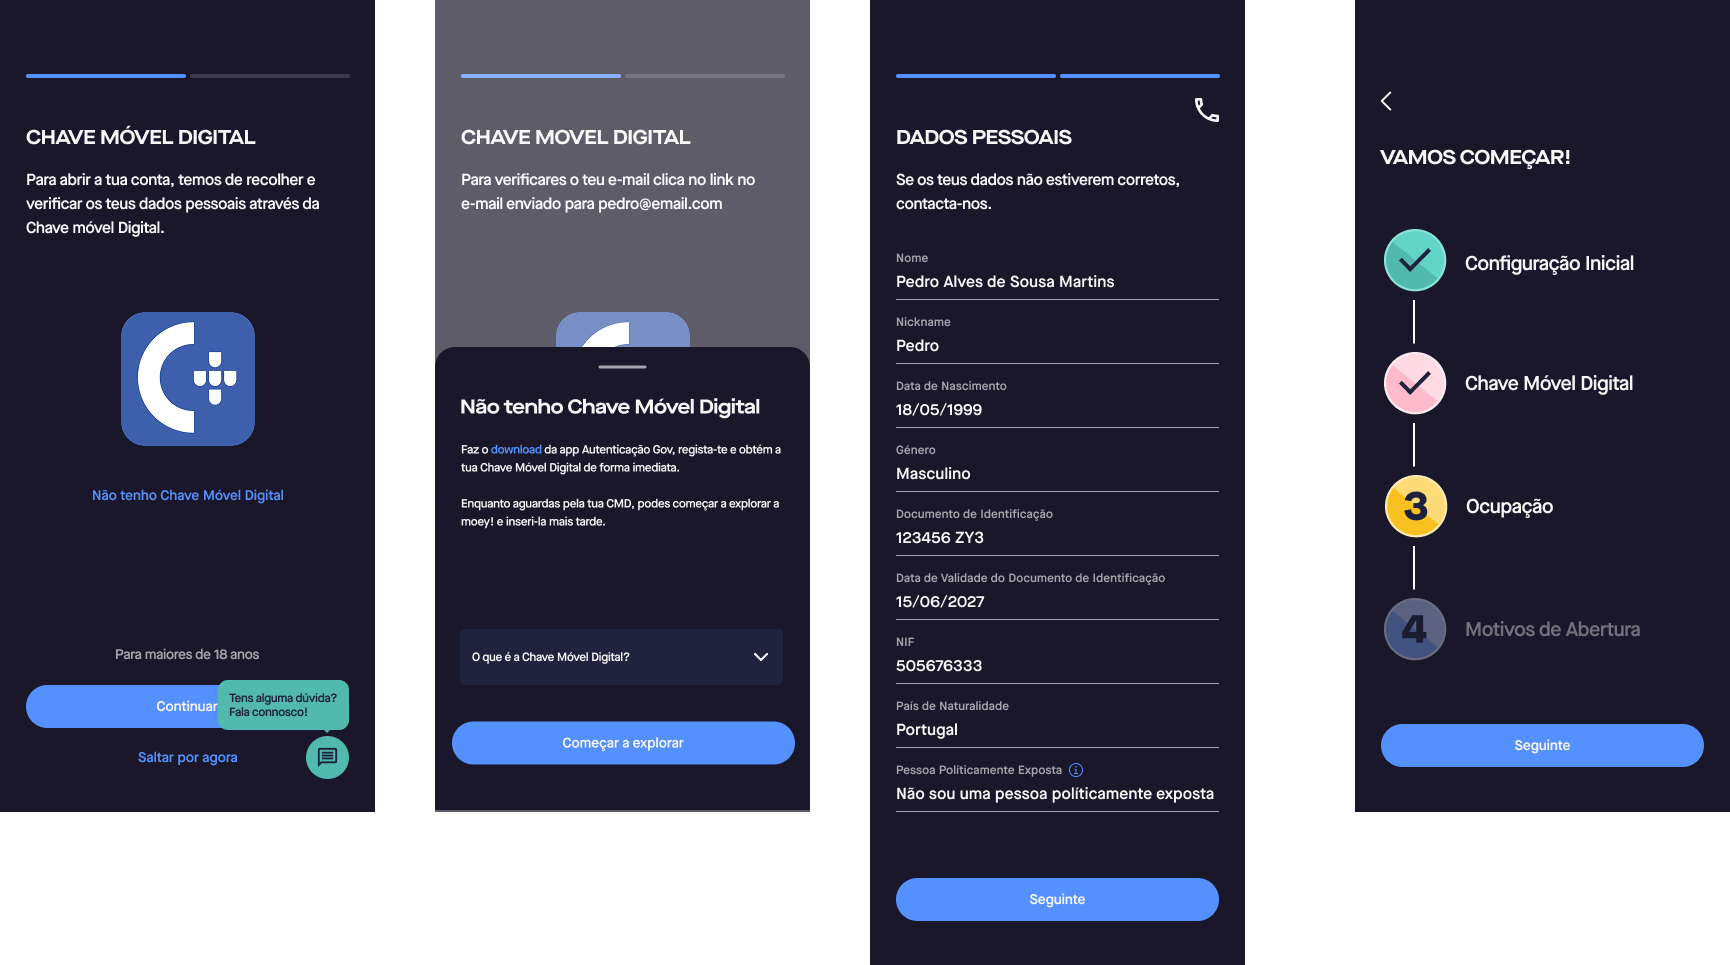 CHAVE MÓVEL DIGITAL
Para abrir a tua conta, temos de recolher e
verificar os teus dados pessoais através da
Chave móvel Digital.
Não tenho Chave Móvel Digital
Para maiores de 18 anos
Continuar
Tens alguma dúvida?
Fala connosco!
Saltar por agora
CHAVE MOVEL DIGITAL
Para verificares o teu e-mail clica no link no
e-mail enviado para pedro@email.com
Não tenho Chave Móvel Digital
Faz o download da app Autenticação Gov, regista-te e obtém a
tua Chave Móvel Digital de forma imediata.
Enquanto aguardas pela tua CMD, podes começar a explorar a
moey! e inseri-la mais tarde.
O que é a Chave Móvel Digital?
Começar a explorar
DADOS PESSOAIS
Se os teus dados não estiverem corretos,
contacta-nos.
Nome
Pedro Alves de Sousa Martins
Nickname
Pedro
Data de Nascimento
18/05/1999
Género
Masculino
Documento de Identificação
123456 ZY3
Data de Validade do Documento de Identificação
15/06/2027
NIF
505676333
País de Naturalidade
Portugal
Pessoa Políticamente Exposta
Não sou uma pessoa políticamente exposta
Seguinte
VAMOS COMEÇAR!
Configuração Inicial
Chave Móvel Digital
3 Ocupação
4 Motivos de Abertura
Seguinte